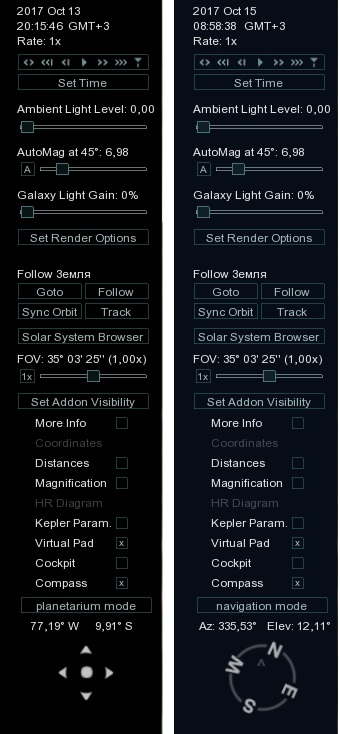 2017 Oct 13
20:15:46 GMT+3
Rate: 1x
Set Time
Ambient Light Level: 0,00
AutoMag at 45°: 6,98
A
Galaxy Light Gain: 0%
Set Render Options
Follow Земля
Goto Follow
Sync Orbit Track
Solar System Browser
FOV: 35° 03' 25'' (1,00x)
1x
Set Addon Visibility
More Info
Coordinates
Distances
Magnification
HR Diagram
Kepler Param.
Virtual Pad x
Cockpit
Compass x
planetarium mode
77,19° W 9,91° S
2017 Oct 15
08:58:38 GMT+3
Rate: 1x
Set Time
Ambient Light Level: 0,00
AutoMag at 45°: 6,98
A
Galaxy Light Gain: 0%
Set Render Options
Follow Земля
Goto Follow
Sync Orbit Track
Solar System Browser
FOV: 35° 03' 25'' (1,00x)
1x
Set Addon Visibility
More Info
Coordinates
Distances
Magnification
HR Diagram
Kepler Param.
Virtual Pad x
Cockpit
Compass x
navigation mode
Az: 335,53° Elev: 12,11°
N
W
E
S